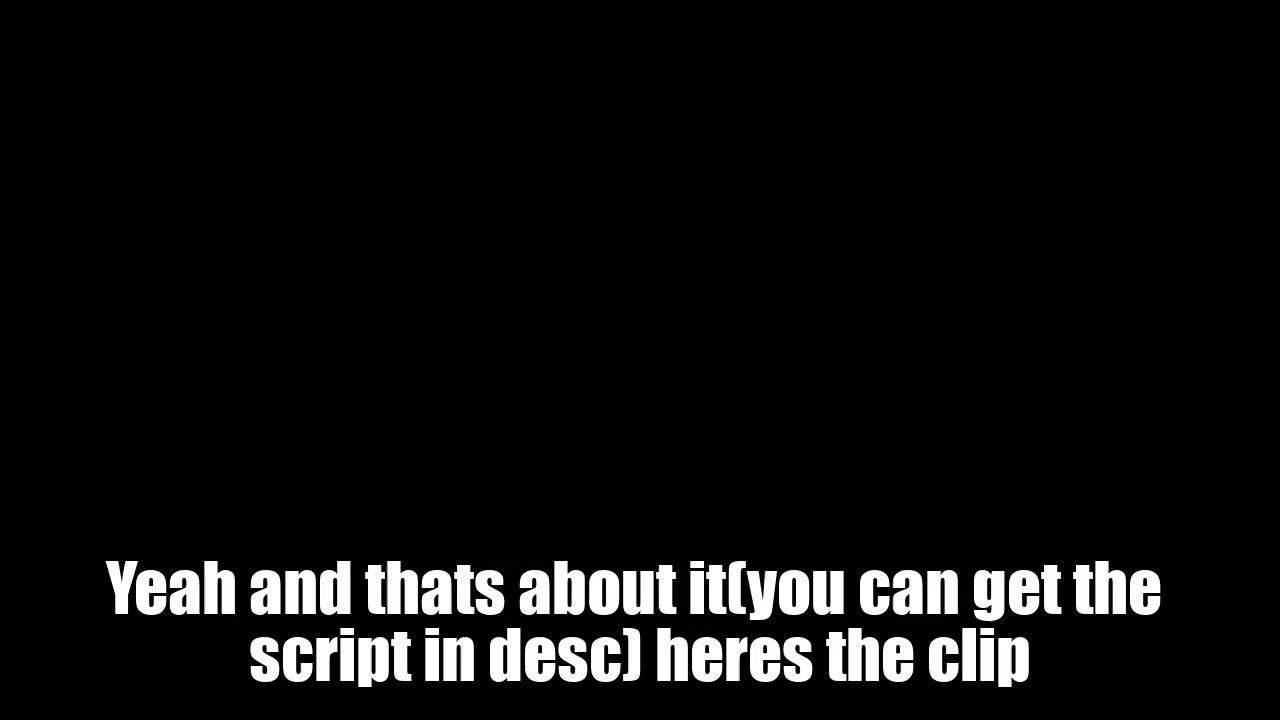 Yeah and thats about it(you can get the
script in desc) heres the clip